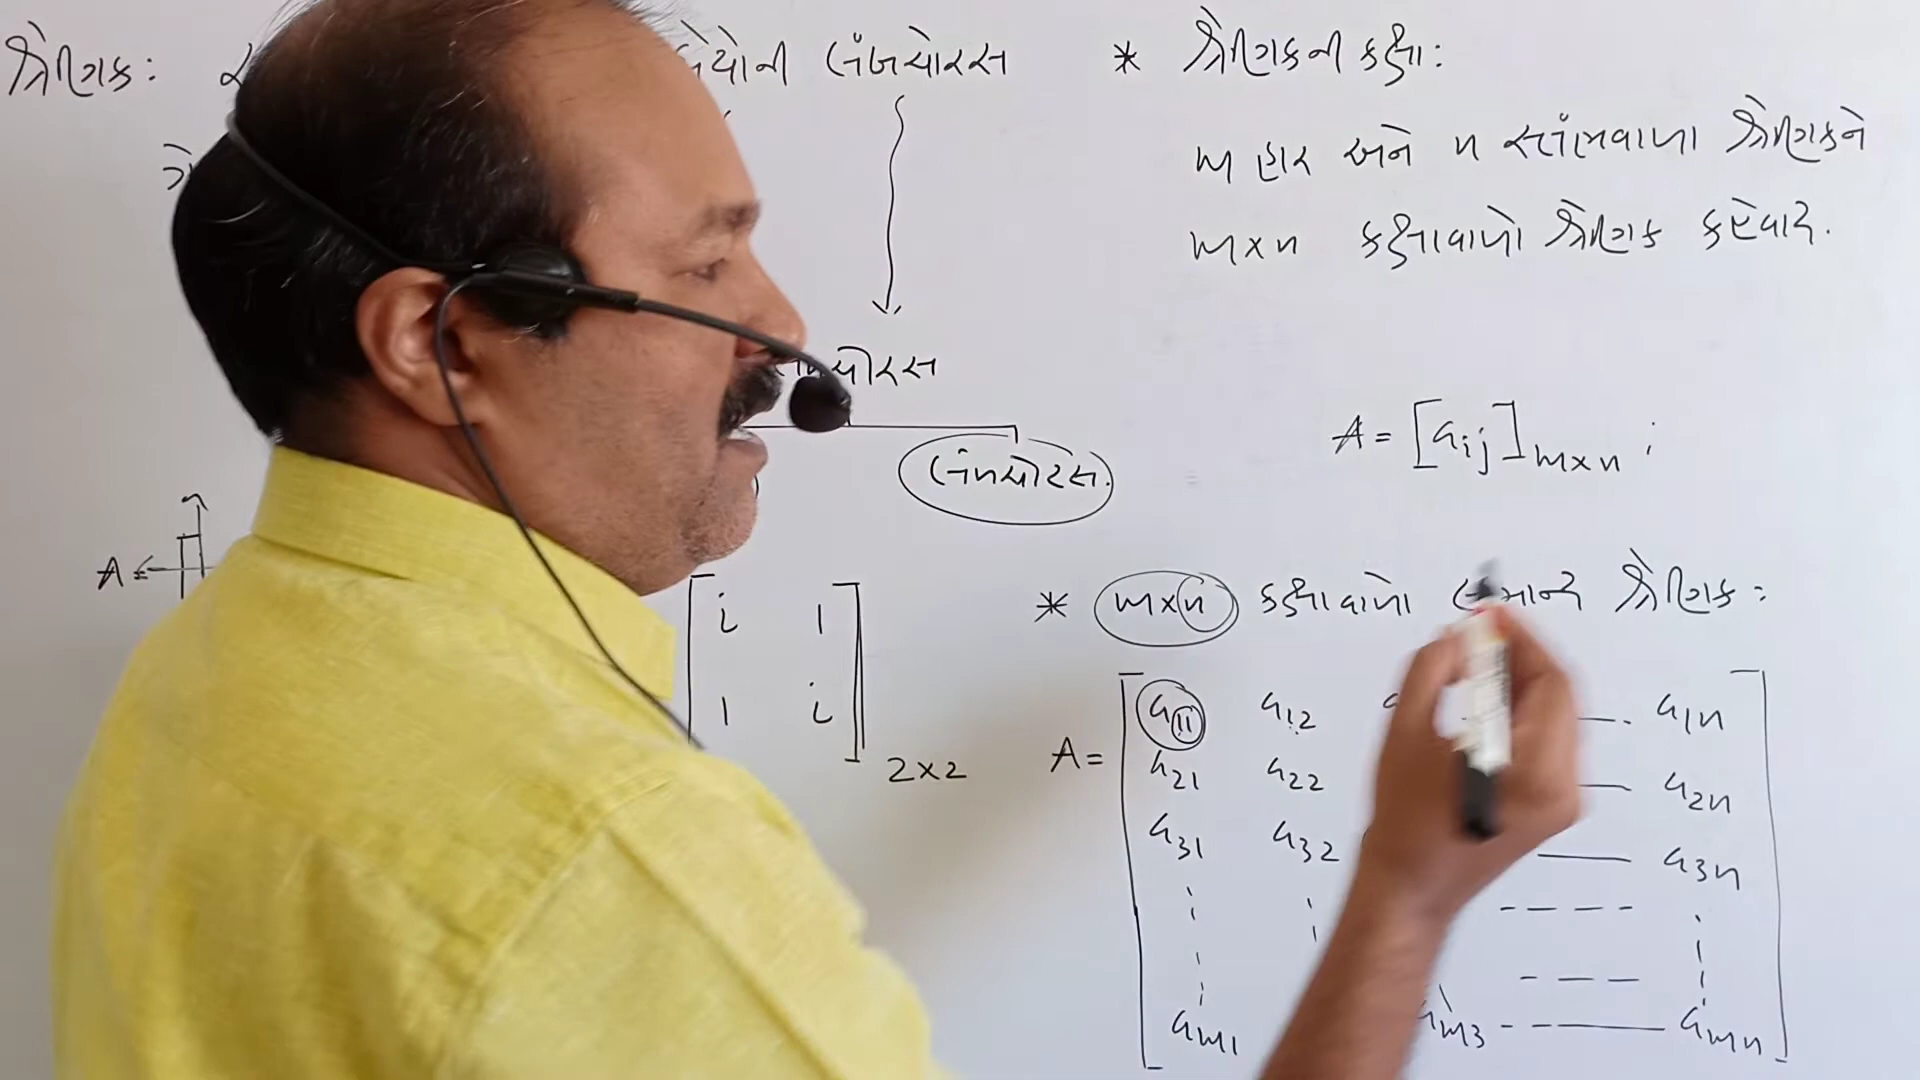 શ્રેણિક : લંબચોરસ
ચોરસ
લંબચોરસ.
A =
i 1
1 i
2×2
* શ્રેણિકની કક્ષા :
m હાર અને n સ્તંભવાળા શ્રેણિકને
m×n કક્ષાવાળો શ્રેણિક કહેવાય.
A = [aij]m×n ;
* m×n કક્ષાવાળો શ્રેણિક :
A =
a11 a12 — . a1n
a21 a22 — a2n
a31 a32 — a3n
am1 am3 - - — amn